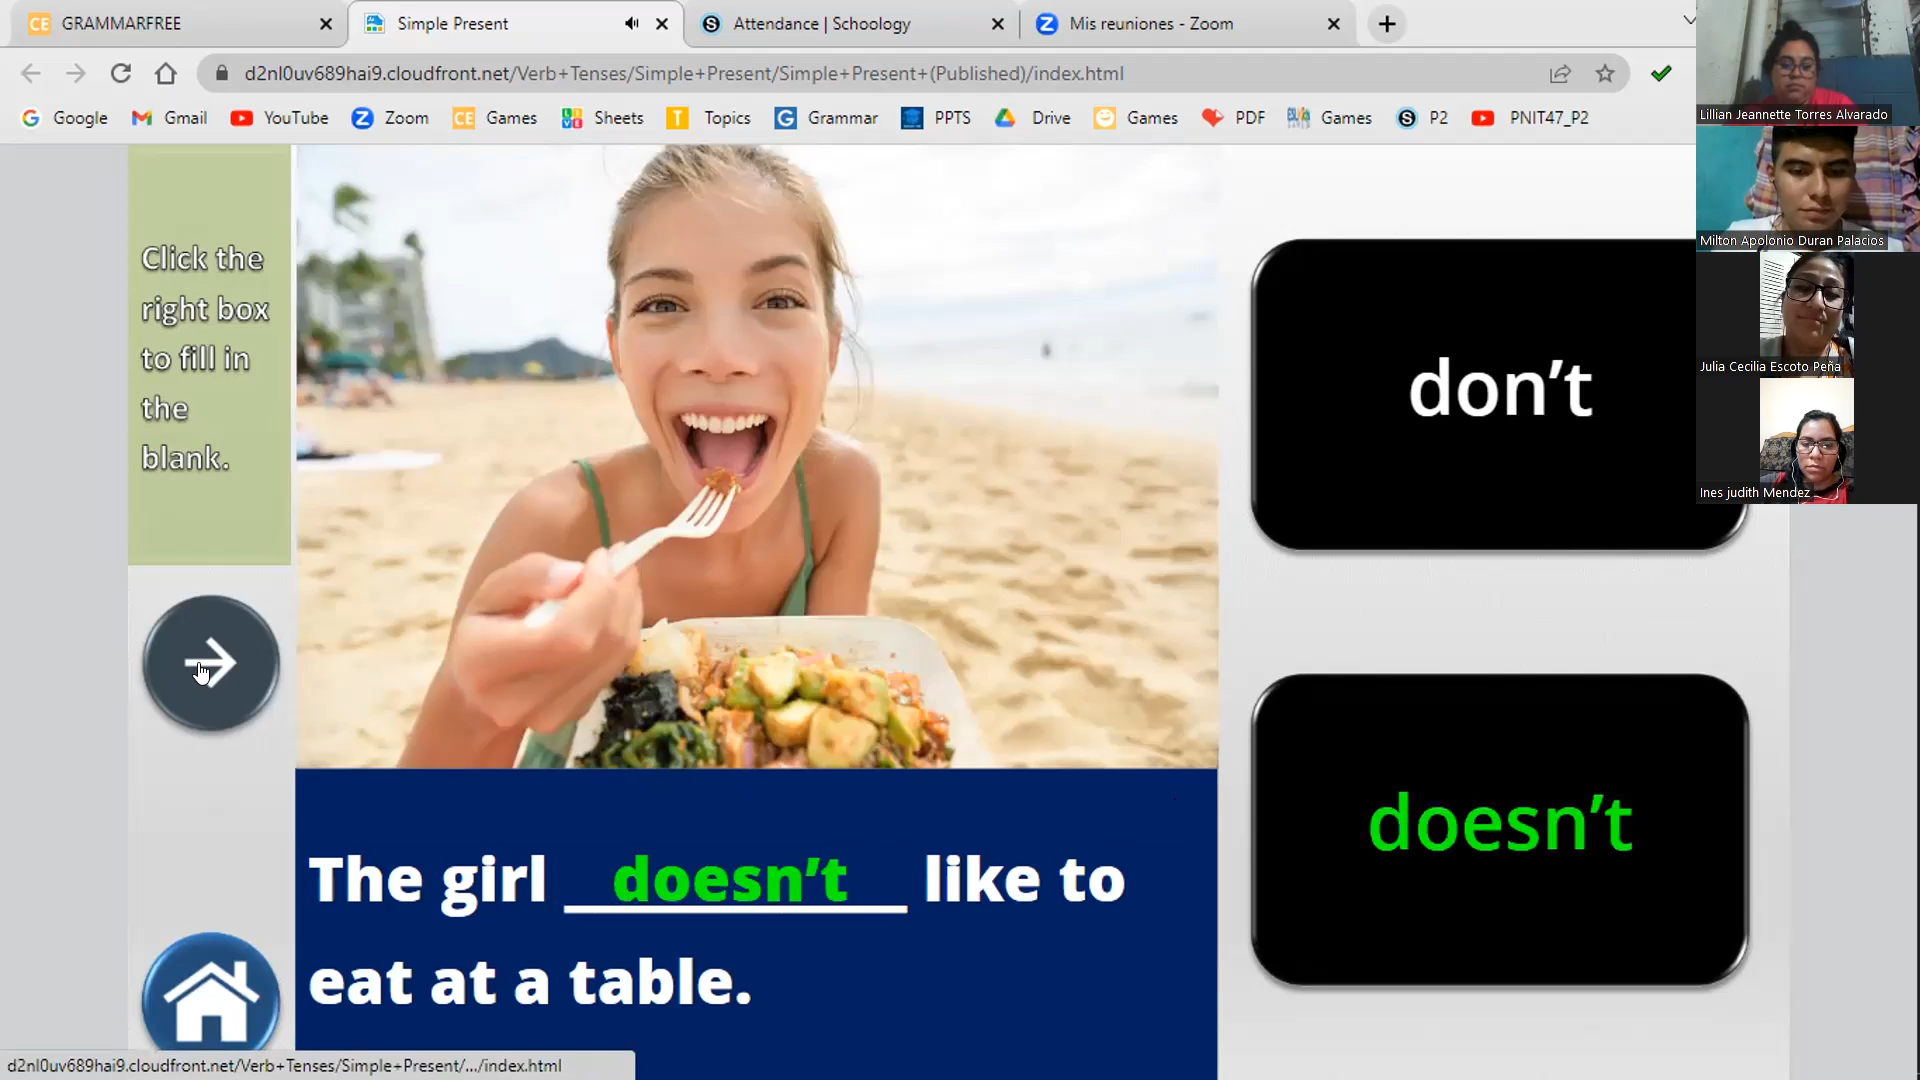 GRAMMARFREE
Simple Present
Attendance | Schoology
Mis reuniones - Zoom
d2nl0uv689hai9.cloudfront.net/Verb+Tenses/Simple+Present/Simple+Present+(Published)/index.html
Google Gmail YouTube Zoom Games Sheets Topics Grammar PPTS Drive Games PDF Games P2 PNIT47_P2
Click the
right box
to fill in
the
blank.
don’t
doesn’t
The girl doesn’t like to
eat at a table.
Lillian Jeannette Torres Alvarado
Milton Apolonio Duran Palacios
Julia Cecilia Escoto Peña
Ines judith Mendez
d2nl0uv689hai9.cloudfront.net/Verb+Tenses/Simple+Present/.../index.html